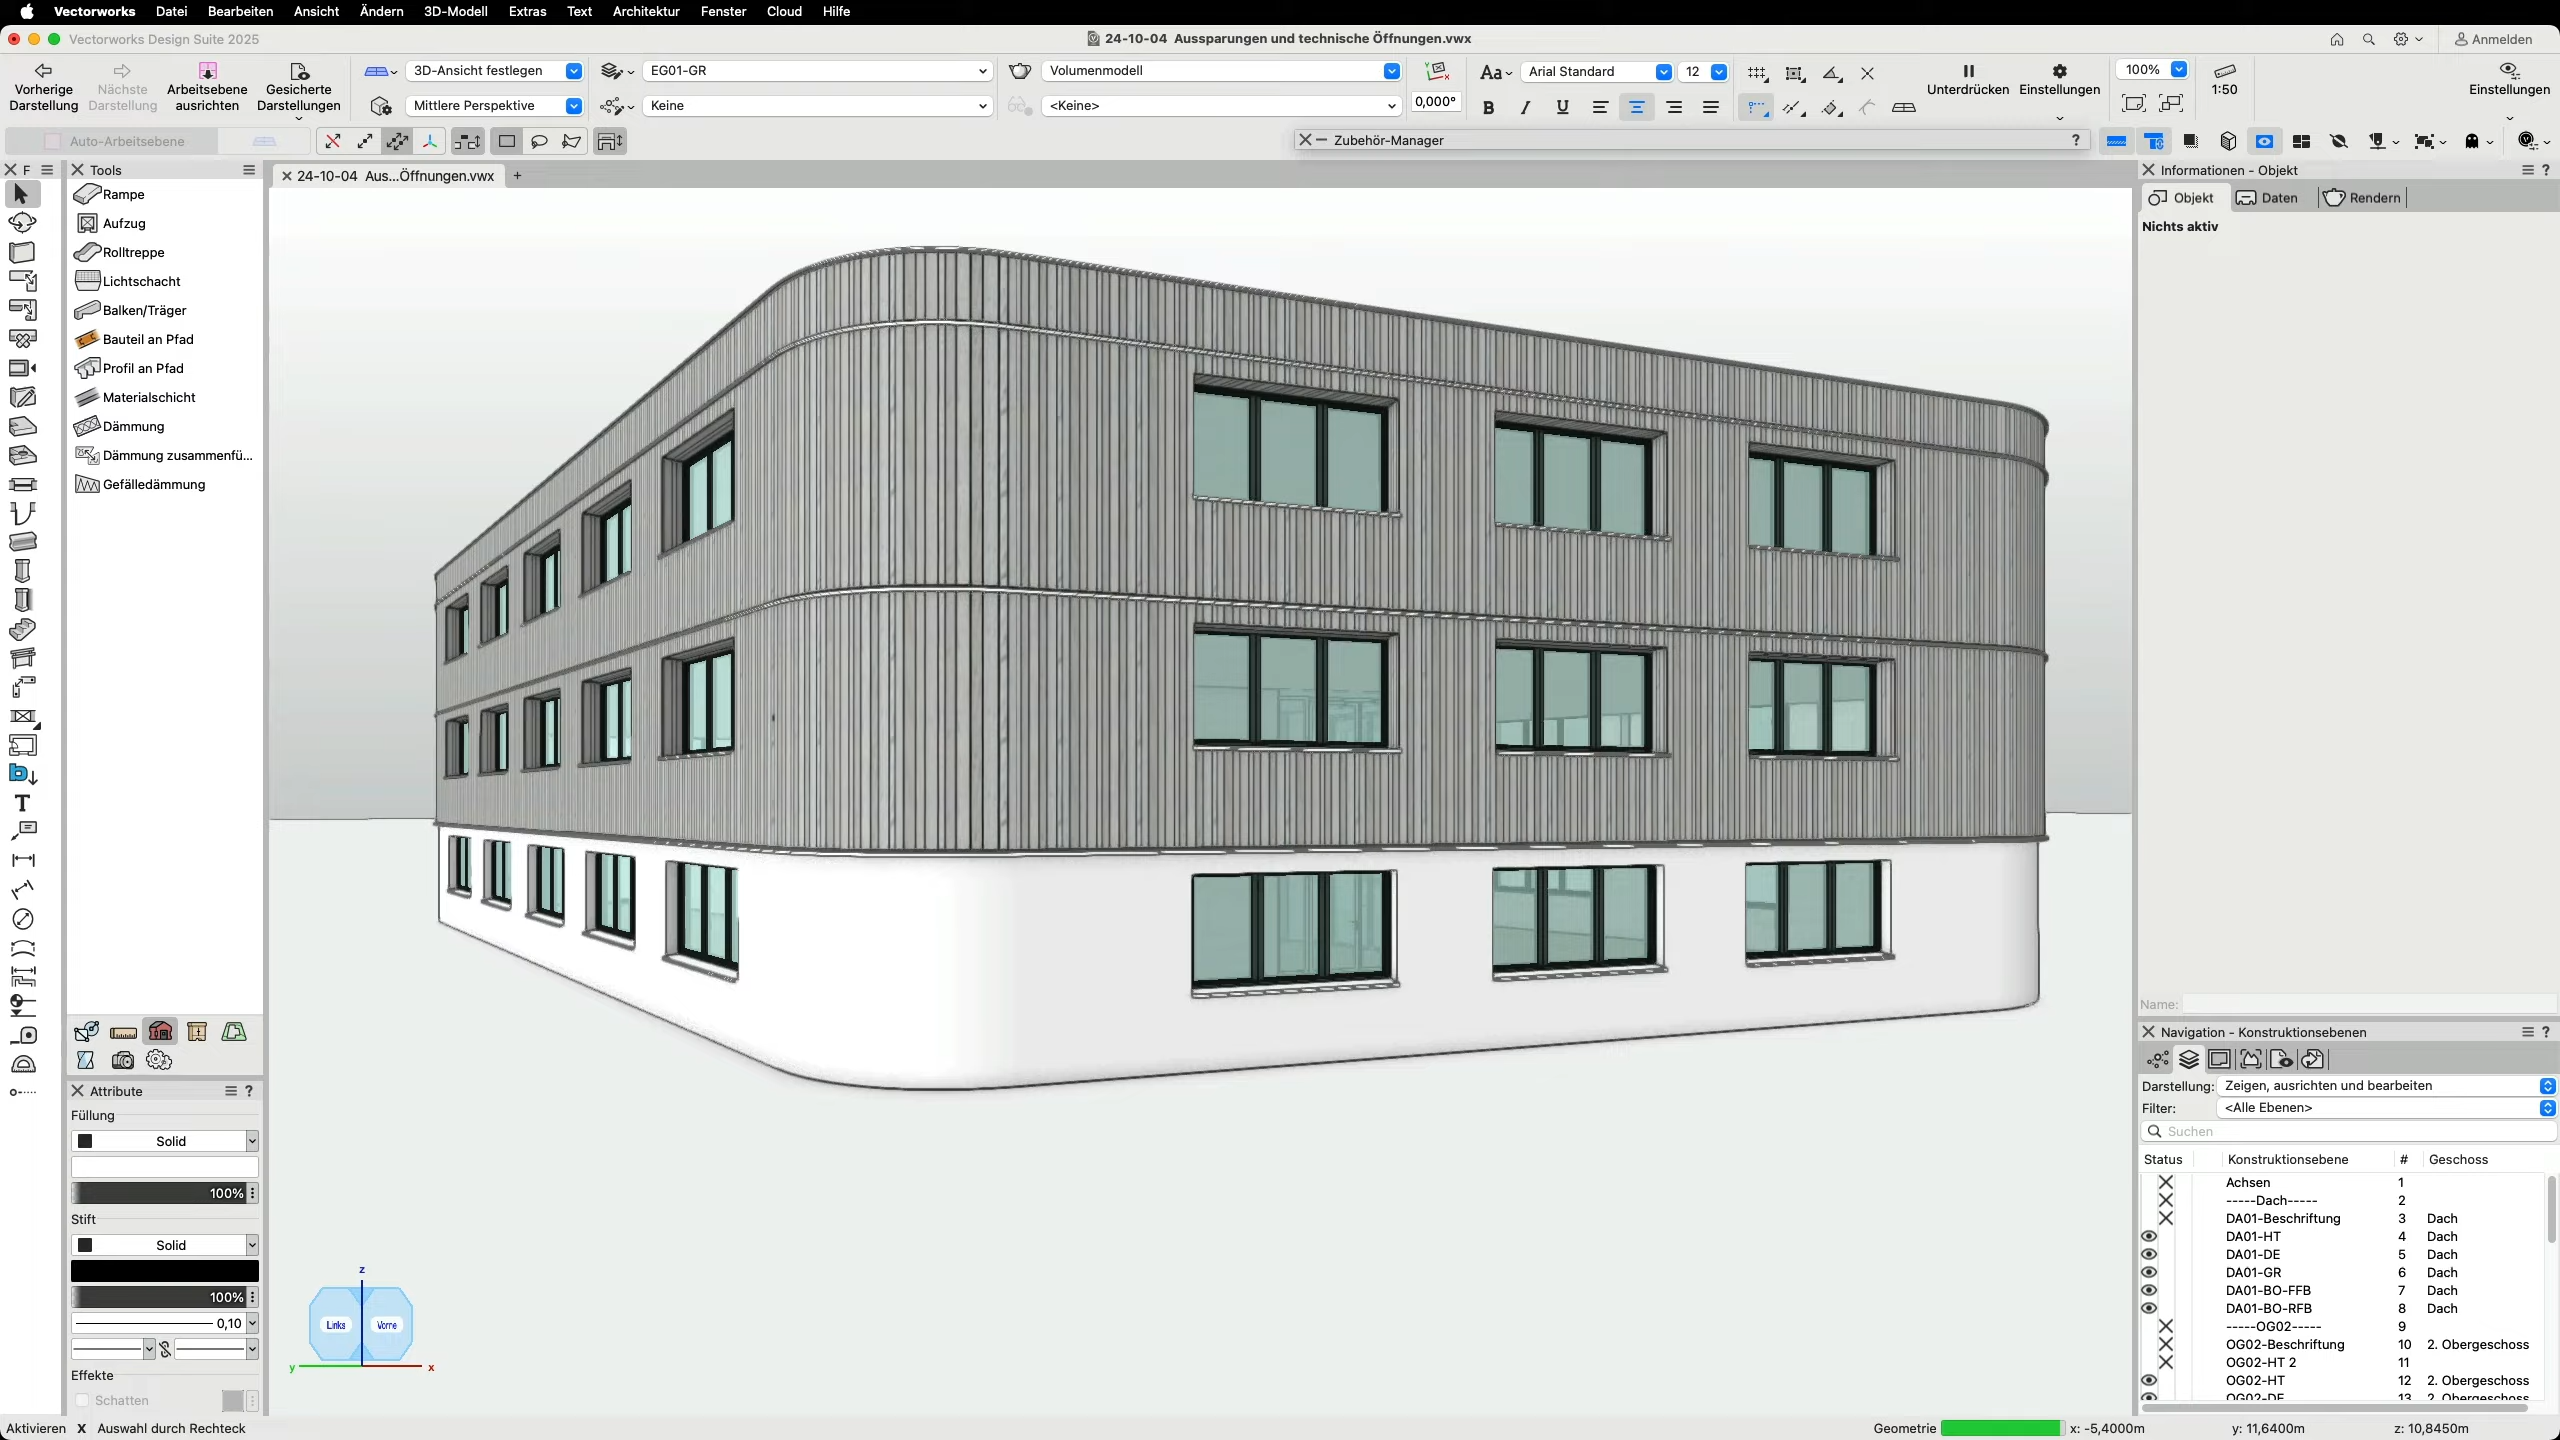 Vectorworks Datei Bearbeiten Ansicht Ändern 3D-Modell Extras Text Architektur Fenster Cloud Hilfe
Vectorworks Design Suite 2025
24-10-04 Aussparungen und technische Öffnungen.vwx
Anmelden
Vorherige Darstellung
Nächste Darstellung
Arbeitsebene ausrichten
Gesicherte Darstellungen
3D-Ansicht festlegen
EG01-GR
Volumenmodell
Arial Standard
12
Unterdrücken
Einstellungen
100%
1:50
Einstellungen
Mittlere Perspektive
Keine
<Keine>
0,000°
Aa
B I U
Auto-Arbeitsebene
Zubehör-Manager ?
F
Tools
24-10-04 Aus...Öffnungen.vwx +
Rampe
Aufzug
Rolltreppe
Lichtschacht
Balken/Träger
Bauteil an Pfad
Profil an Pfad
Materialschicht
Dämmung
Dämmung zusammenfü...
Gefälledämmung
Attribute ?
Füllung
Solid
100%
Stift
Solid
100%
0,10
Effekte
Schatten
z
Links Vorne
y x
Informationen - Objekt ?
Objekt Daten Rendern
Nichts aktiv
Name:
Navigation - Konstruktionsebenen ?
Darstellung: Zeigen, ausrichten und bearbeiten
Filter: <Alle Ebenen>
Suchen
Status Konstruktionsebene # Geschoss
Achsen 1
-----Dach----- 2
DA01-Beschriftung 3 Dach
DA01-HT 4 Dach
DA01-DE 5 Dach
DA01-GR 6 Dach
DA01-BO-FFB 7 Dach
DA01-BO-RFB 8 Dach
-----OG02----- 9
OG02-Beschriftung 10 2. Obergeschoss
OG02-HT 2 11
OG02-HT 12 2. Obergeschoss
OG02-DE 13 2. Obergeschoss
Aktivieren X Auswahl durch Rechteck
Geometrie x: -5,4000m y: 11,6400m z: 10,8450m